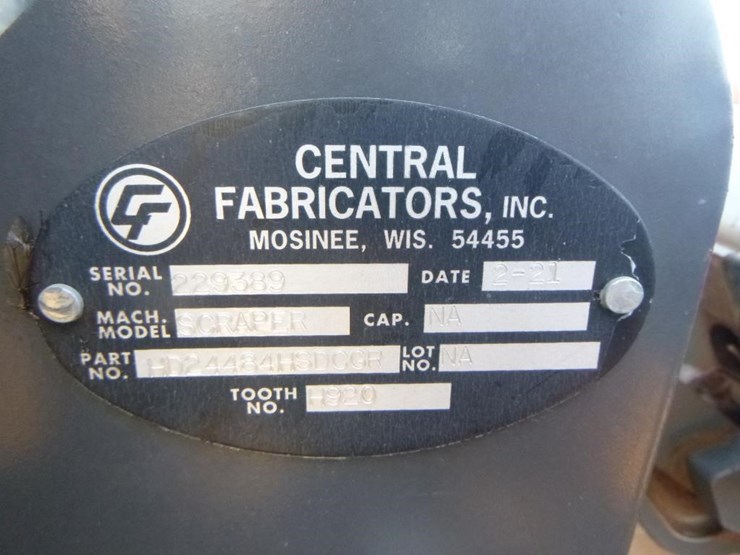 CF
CENTRAL
FABRICATORS, INC.
MOSINEE, WIS. 54455
SERIAL NO. 229389 DATE 2-21
MACH. MODEL SCRAPER CAP. NA
PART NO. LOT NO. NA
TOOTH NO. H920